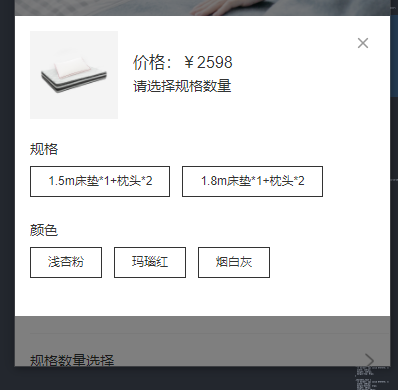 价格：￥2598
请选择规格数量
规格
1.5m床垫*1+枕头*2
1.8m床垫*1+枕头*2
颜色
浅杏粉
玛瑙红
烟白灰
规格数量选择